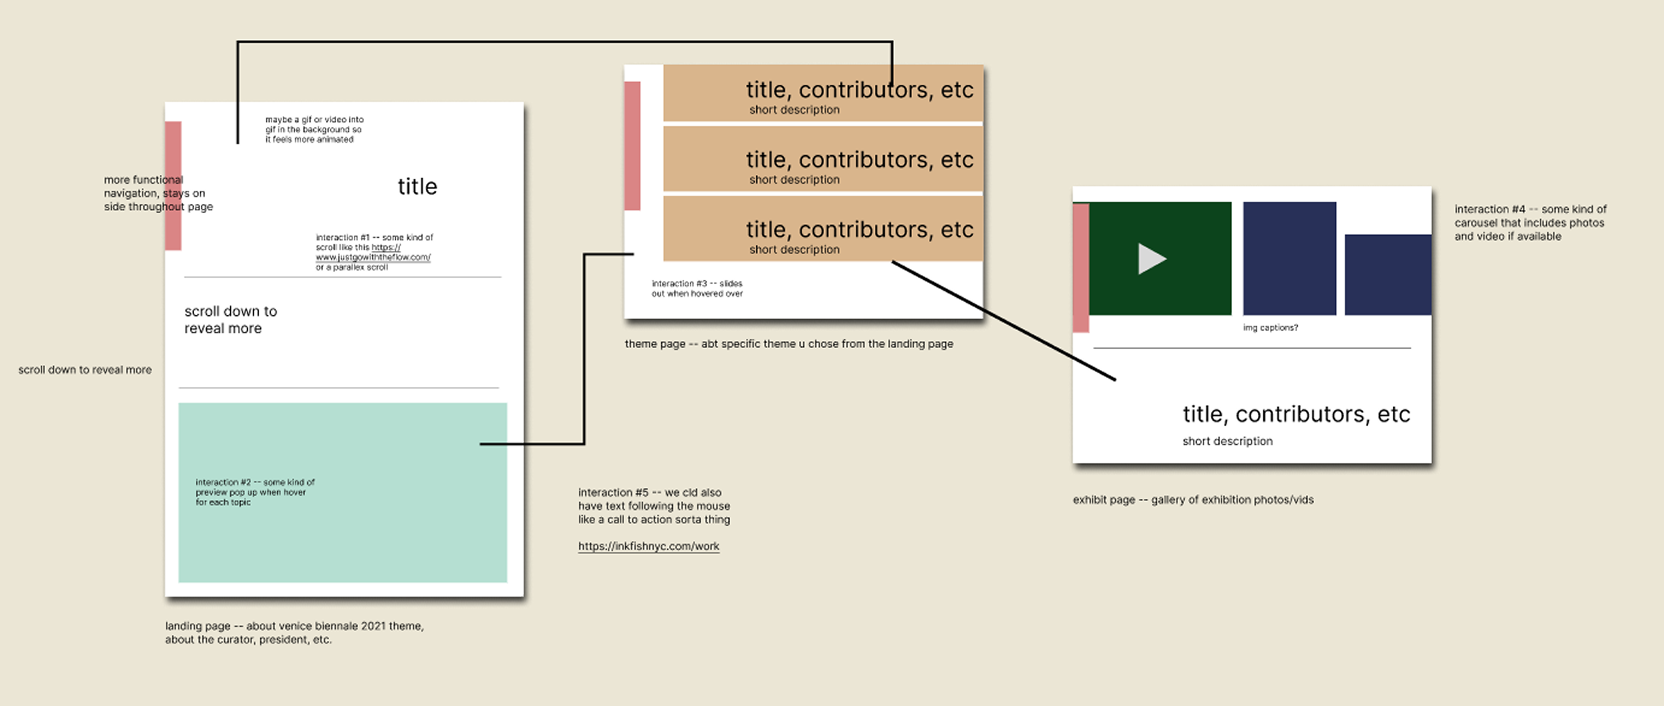 maybe a gif or video into
gif in the background so
it feels more animated
more functional
navigation, stays on
side throughout page
title
interaction #1 -- some kind of
scroll like this https://
www.justgowiththeflow.com/
or a parallex scroll
scroll down to
reveal more
scroll down to reveal more
interaction #2 -- some kind of
preview pop up when hover
for each topic
landing page -- about venice biennale 2021 theme,
about the curator, president, etc.
title, contributors, etc
short description
title, contributors, etc
short description
title, contributors, etc
short description
interaction #3 -- slides
out when hovered over
theme page -- abt specific theme u chose from the landing page
interaction #5 -- we cld also
have text following the mouse
like a call to action sorta thing
https://inkfishnyc.com/work
interaction #4 -- some kind of
carousel that includes photos
and video if available
img captions?
title, contributors, etc
short description
exhibit page -- gallery of exhibition photos/vids